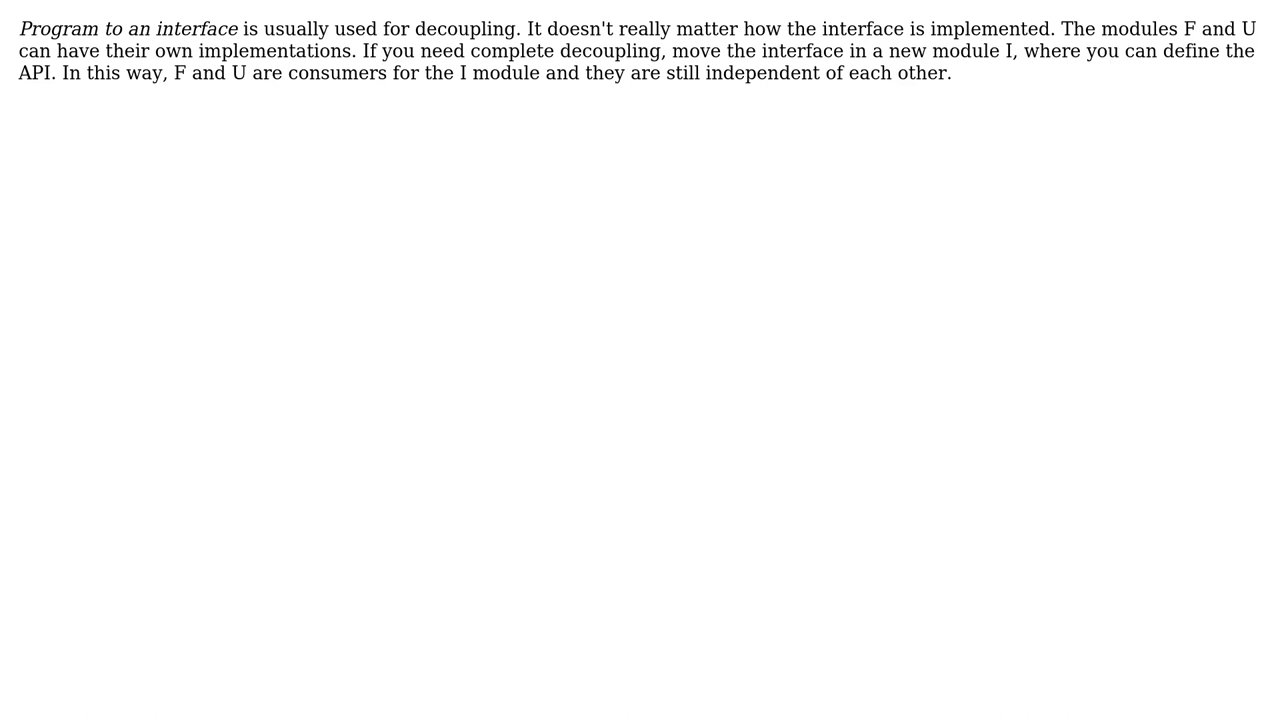 Program to an interface is usually used for decoupling. It doesn't really matter how the interface is implemented. The modules F and U
can have their own implementations. If you need complete decoupling, move the interface in a new module I, where you can define the
API. In this way, F and U are consumers for the I module and they are still independent of each other.